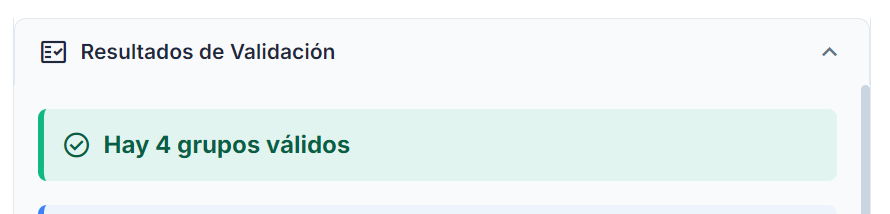 Resultados de Validación
Hay 4 grupos válidos